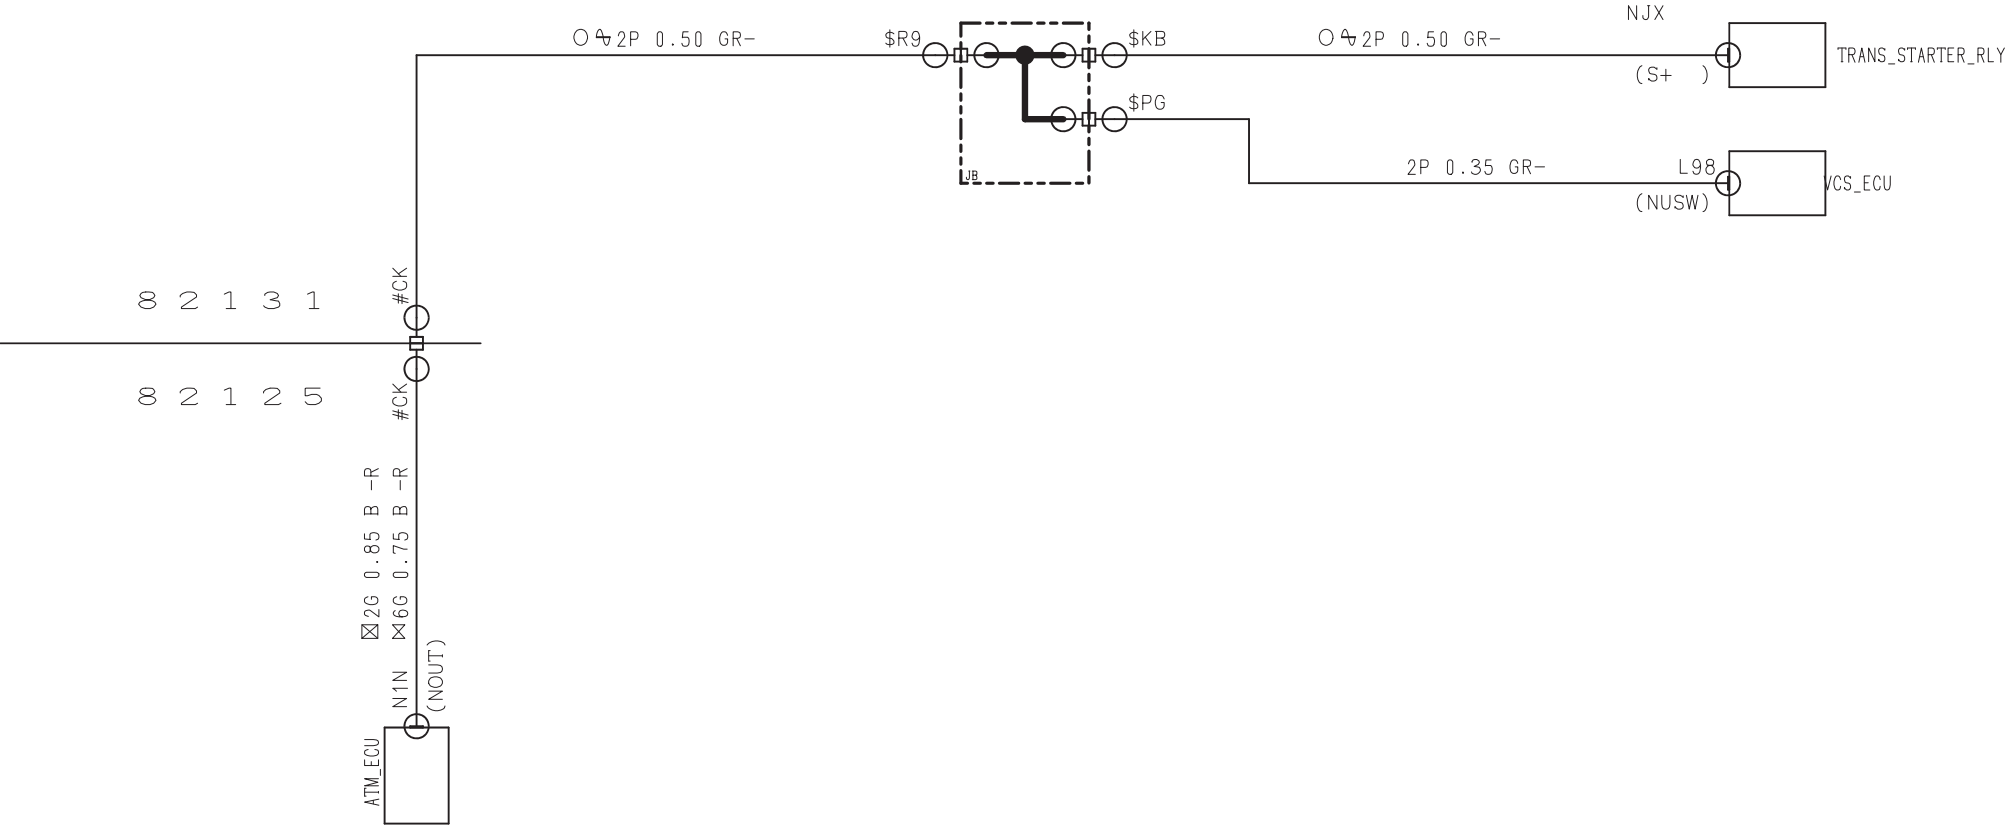 NJX
2P 0.50 GR-
$R9
$KB
2P 0.50 GR-
(S+ )
TRANS_STARTER_RLY
$PG
JB
2P 0.35 GR-
L98
(NUSW)
VCS_ECU
82131
#CK
82125
#CK
2G 0.85 B -R
6G 0.75 B -R
N1N
(NOUT)
ATM_ECU